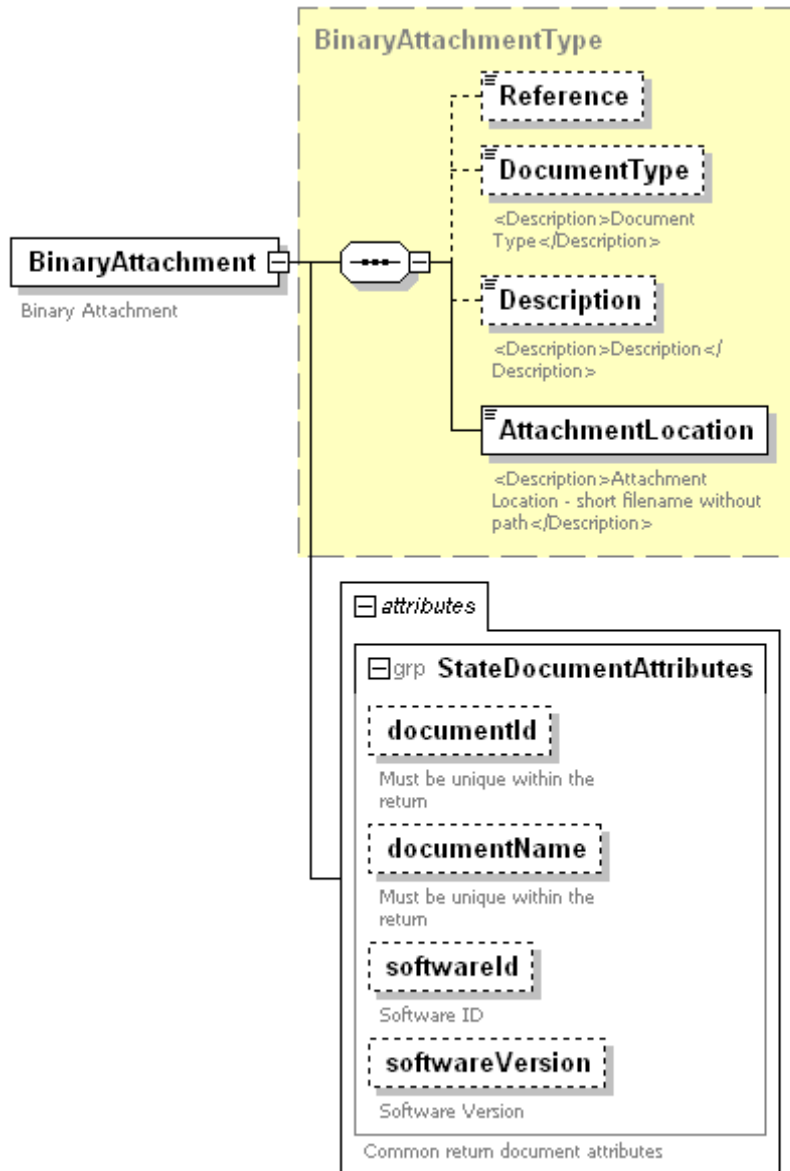 BinaryAttachmentType
Reference
DocumentType
<Description>Document
Type</Description>
BinaryAttachment
Binary Attachment
Description
<Description>Description</
Description>
AttachmentLocation
<Description>Attachment
Location - short filename without
path</Description>
attributes
grp StateDocumentAttributes
documentId
Must be unique within the
return
documentName
Must be unique within the
return
softwareId
Software ID
softwareVersion
Software Version
Common return document attributes